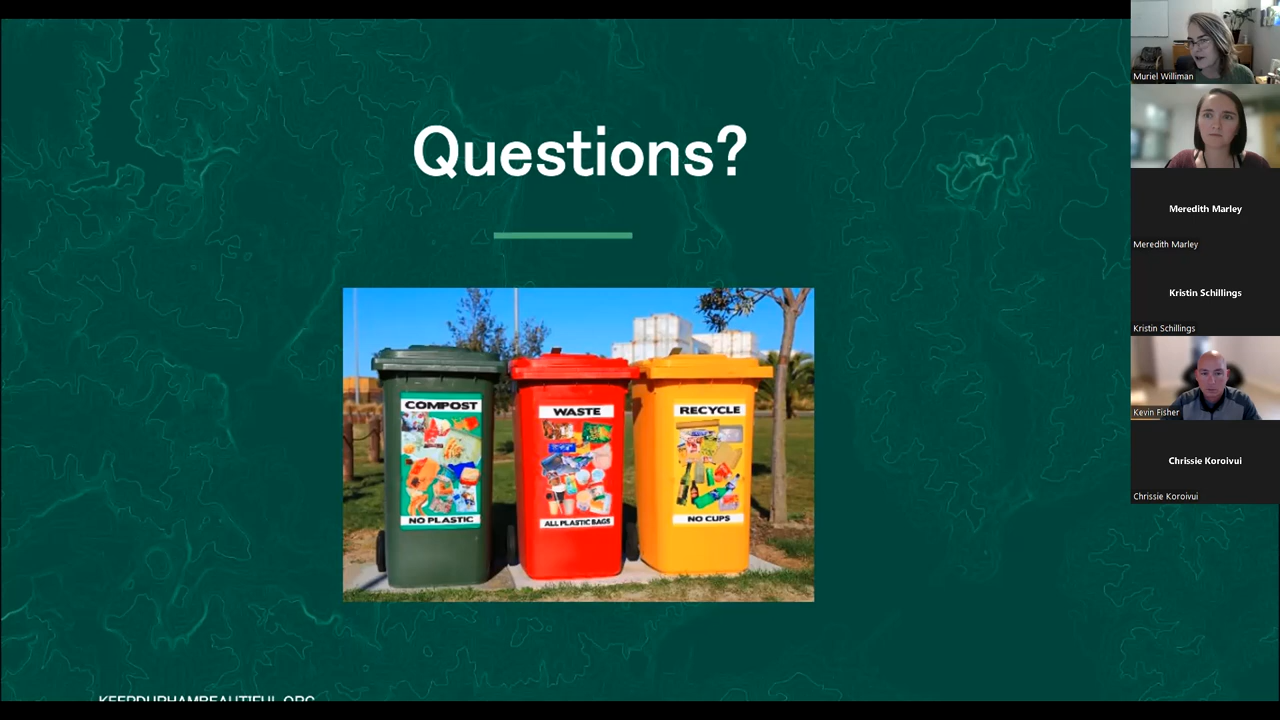 Questions?
COMPOST
NO PLASTIC
WASTE
ALL PLASTIC BAGS
RECYCLE
NO CUPS
KEEPDURHAMBEAUTIFUL.ORG
Muriel Williman
Meredith Marley
Meredith Marley
Kristin Schillings
Kristin Schillings
Kevin Fisher
Chrissie Koroivui
Chrissie Koroivui